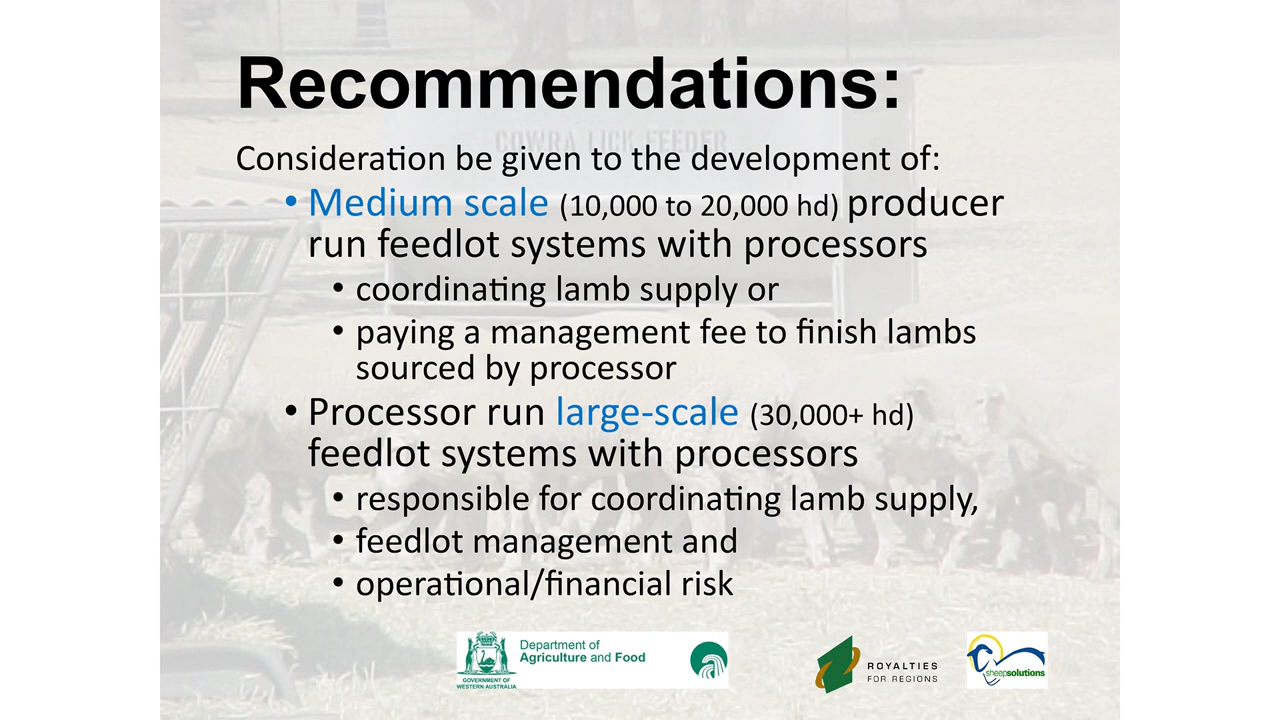 Recommendations:
COWRA LICK FEEDER
Consideration be given to the development of:
• Medium scale (10,000 to 20,000 hd) producer
run feedlot systems with processors
• coordinating lamb supply or
• paying a management fee to finish lambs
sourced by processor
• Processor run large-scale (30,000+ hd)
feedlot systems with processors
• responsible for coordinating lamb supply,
• feedlot management and
• operational/financial risk
GOVERNMENT OF
WESTERN AUSTRALIA
Department of
Agriculture and Food
ROYALTIES
FOR REGIONS
sheepsolutions